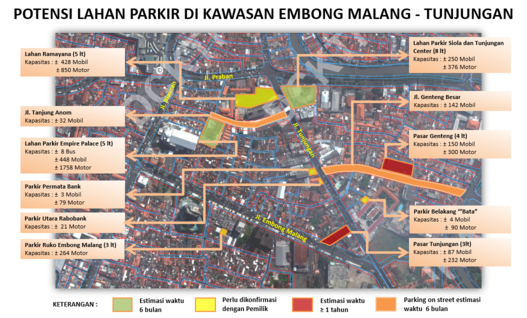 POTENSI LAHAN PARKIR DI KAWASAN EMBONG MALANG - TUNJUNGAN
Lahan Ramayana (5 lt)
Kapasitas : ± 428 Mobil
± 850 Motor
Jl. Tanjung Anom
Kapasitas : ± 32 Mobil
Lahan Parkir Empire Palace (5 lt)
Kapasitas : ± 8 Bus
±448 Mobil
± 1758 Motor
Parkir Permata Bank
Kapasitas : ± 3 Mobil
± 79 Motor
Parkir Utara Rabobank
Kapasitas : ± 21 Motor
Parkir Ruko Embong Malang (3 lt)
Kapasitas : ± 264 Motor
Jl. Praban
Jl. Tunjungan
Jl. Embong Malang
Lahan Parkir Siola dan Tunjungan
Center (8 lt)
Kapasitas : ± 250 Mobil
± 376 Motor
Jl. Genteng Besar
Kapasitas : ± 142 Mobil
Pasar Genteng (4 lt)
Kapasitas : ± 150 Mobil
± 300 Motor
Parkir Belakang '"Bata"
Kapasitas : ± 4 Mobil
± 90 Motor
Pasar Tunjungan (3lt)
Kapasitas : ± 87 Mobil
± 232 Motor
KETERANGAN :
Estimasi waktu
6 bulan
Perlu dikonfirmasi
dengan Pemilik
Estimasi waktu
≥ 1 tahun
Parking on street estimasi
waktu 6 bulan